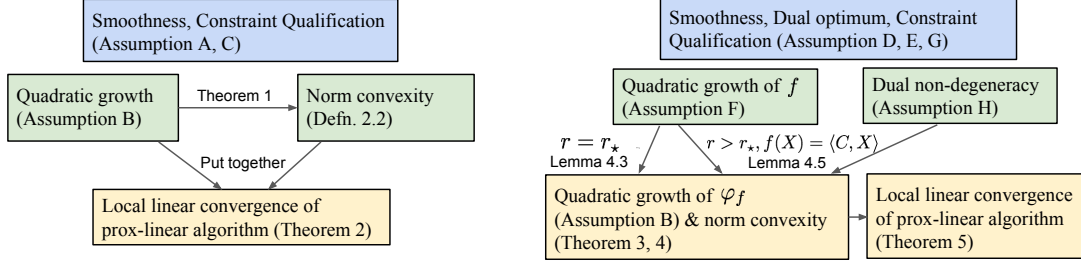 Smoothness, Constraint Qualification
(Assumption A, C)
Quadratic growth
(Assumption B)
Theorem 1
Norm convexity
(Defn. 2.2)
Put together
Local linear convergence of
prox-linear algorithm (Theorem 2)
Smoothness, Dual optimum, Constraint
Qualification (Assumption D, E, G)
Quadratic growth of f
(Assumption F)
Dual non-degeneracy
(Assumption H)
r = r⋆
Lemma 4.3
r > r⋆, f(X) = ⟨C, X⟩
Lemma 4.5
Quadratic growth of φf
(Assumption B) & norm convexity
(Theorem 3, 4)
Local linear convergence
of prox-linear algorithm
(Theorem 5)